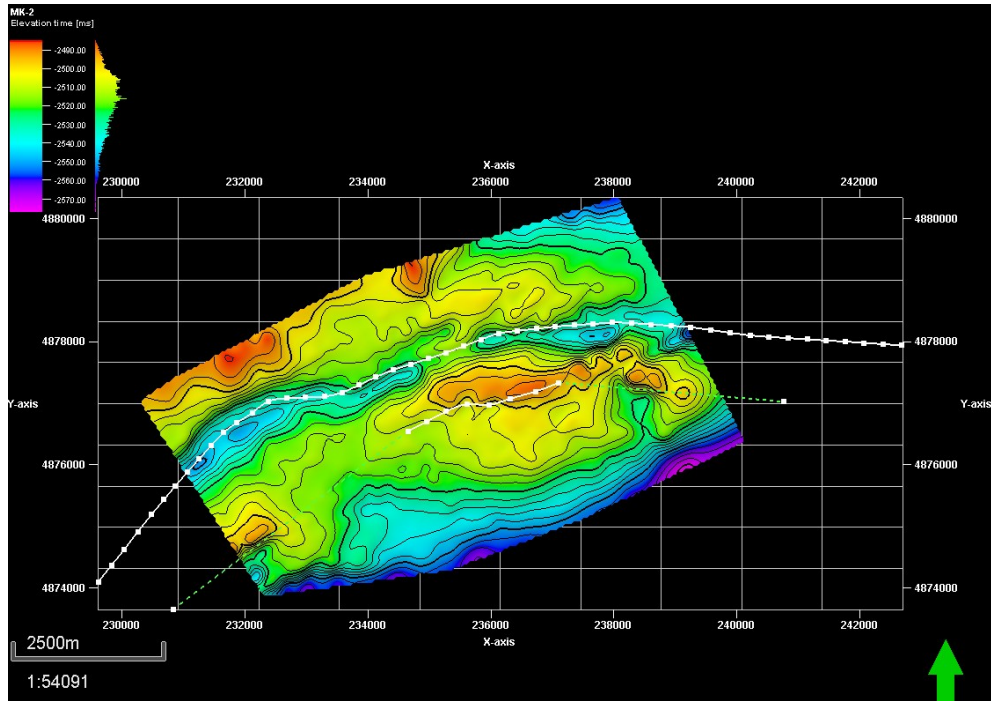 MK-2
Elevation time [ms]
-2490.00
-2500.00
-2510.00
-2520.00
-2530.00
-2540.00
-2550.00
-2560.00
-2570.00
X-axis
230000 232000 234000 236000 238000 240000 242000
4880000 4880000
4878000 4878000
Y-axis Y-axis
4876000 4876000
4874000 4874000
230000 232000 234000 236000 238000 240000 242000
X-axis
2500m
1:54091